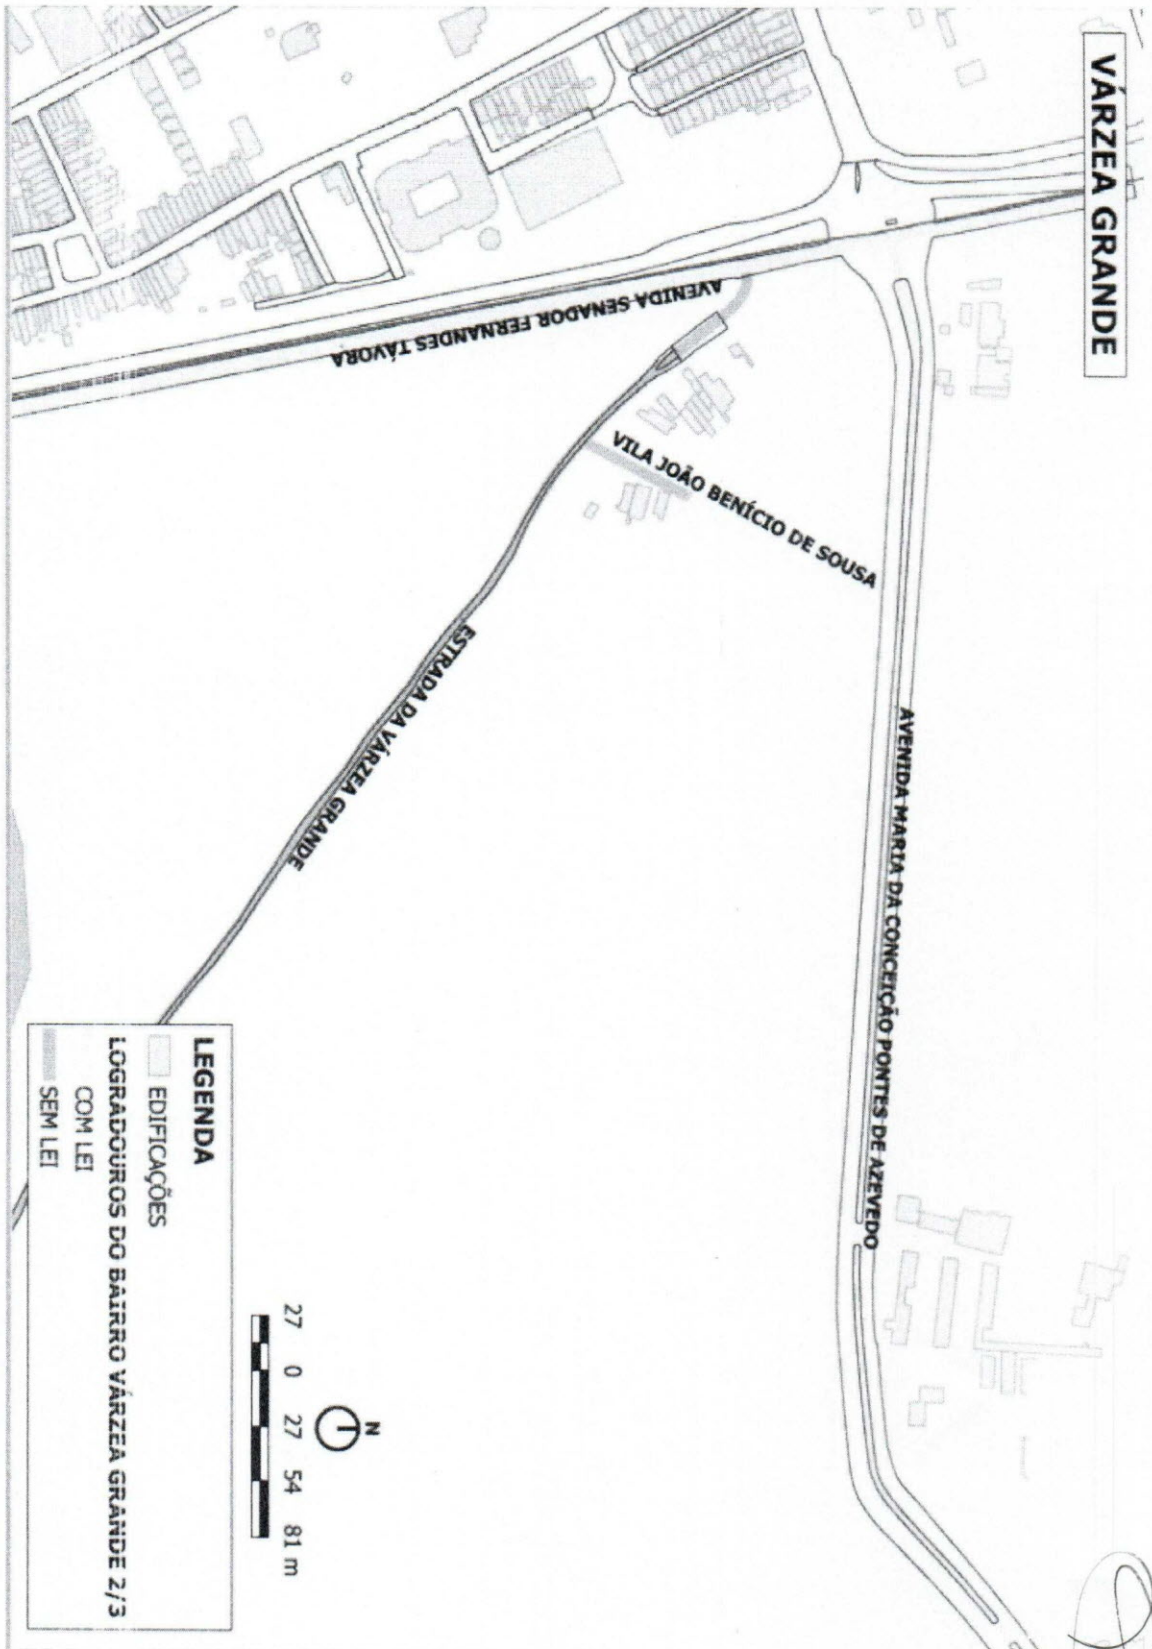 VÁRZEA GRANDE
AVENIDA SENADOR FERNANDES TÁVORA
VILA JOÃO BENÍCIO DE SOUSA
ESTRADA DA VÁRZEA GRANDE
AVENIDA MARIA DA CONCEIÇÃO PONTES DE AZEVEDO
N
27 0 27 54 81 m
LEGENDA
EDIFICAÇÕES
LOGRADOUROS DO BAIRRO VÁRZEA GRANDE 2/3
COM LEI
SEM LEI